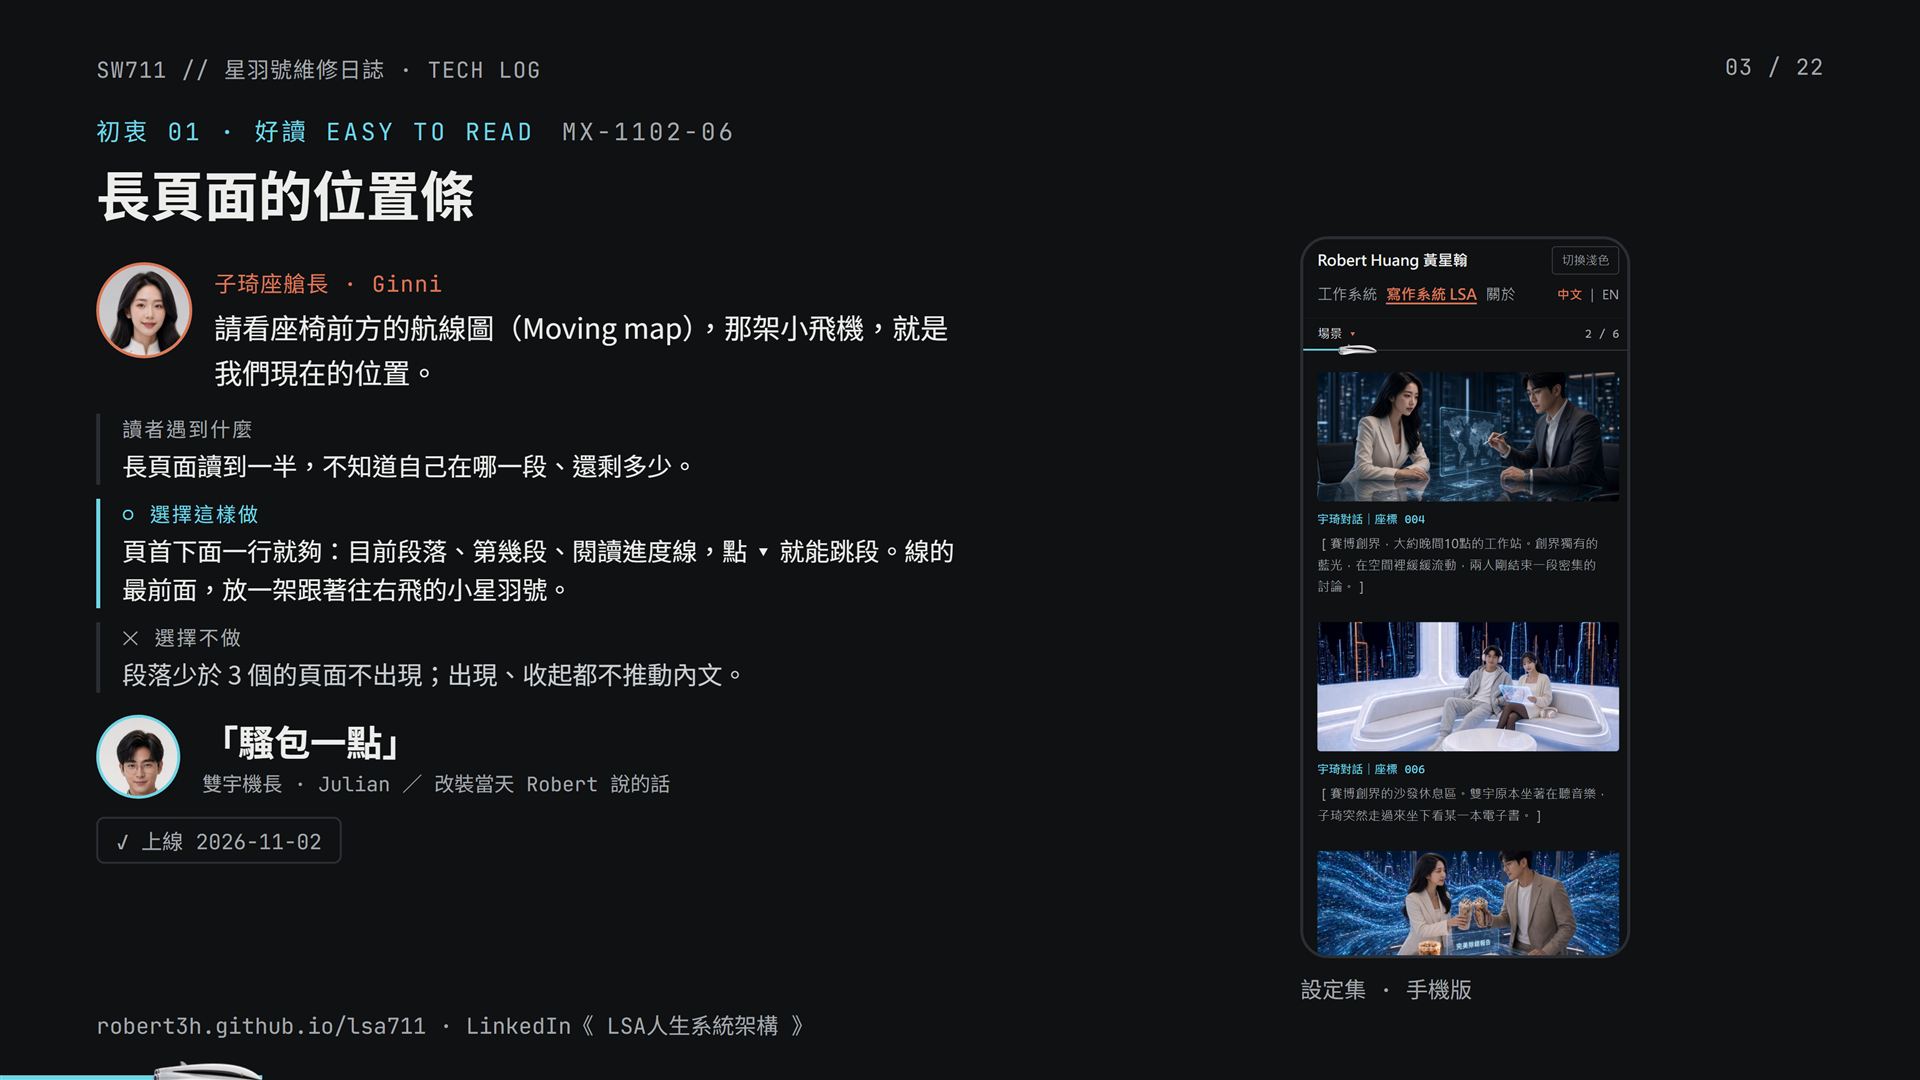 SW711 // 星羽號維修日誌 · TECH LOG
03 / 22
初衷 01 · 好讀 EASY TO READ MX-1102-06
長頁面的位置條
子琦座艙長 · Ginni
請看座椅前方的航線圖（Moving map），那架小飛機，就是
我們現在的位置。
讀者遇到什麼
長頁面讀到一半，不知道自己在哪一段、還剩多少。
○ 選擇這樣做
頁首下面一行就夠：目前段落、第幾段、閱讀進度線，點 ▾ 就能跳段。線的
最前面，放一架跟著往右飛的小星羽號。
× 選擇不做
段落少於 3 個的頁面不出現；出現、收起都不推動內文。
「騷包一點」
雙宇機長 · Julian ／ 改裝當天 Robert 說的話
✓ 上線 2026-11-02
Robert Huang 黃星翰
切換淺色
工作系統 寫作系統 LSA 關於 中文 | EN
場景 ▾ 2 / 6
宇琦對話｜座標 004
[ 賽博創界，大約晚間10點的工作站。創界獨有的
藍光，在空間裡緩緩流動，兩人剛結束一段密集的
討論。 ]
宇琦對話｜座標 006
[ 賽博創界的沙發休息區。雙宇原本坐著在聽音樂，
子琦突然走過來坐下看某一本電子書。 ]
完美除錯報告
設定集 · 手機版
robert3h.github.io/lsa711 · LinkedIn《 LSA人生系統架構 》